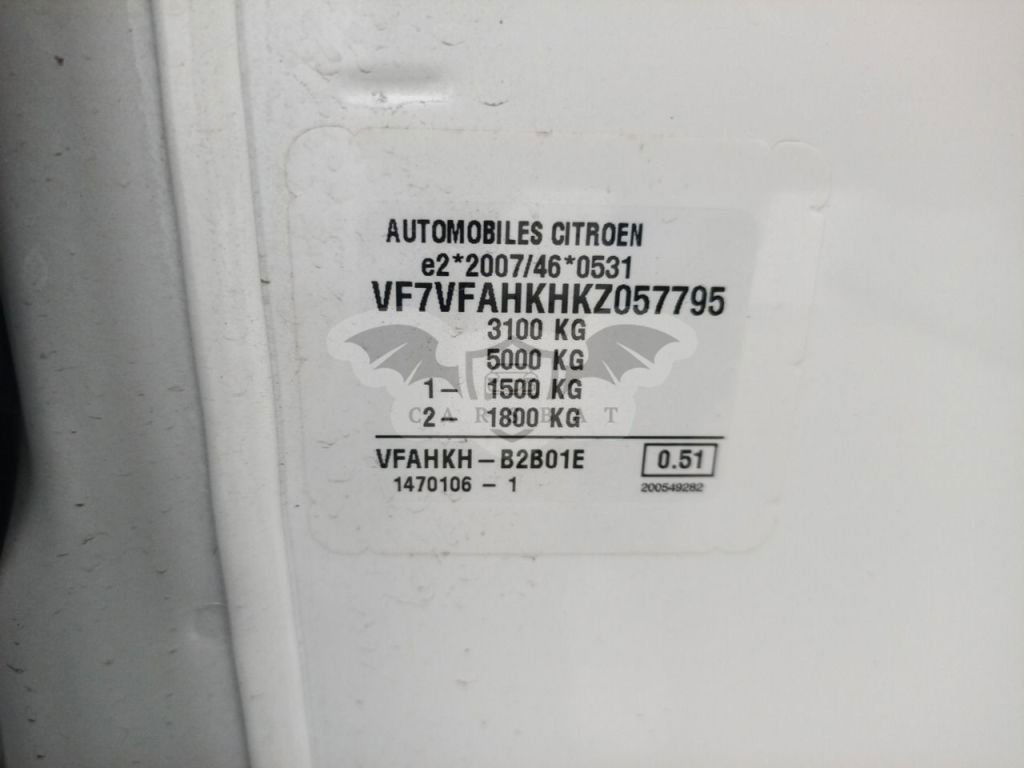 AUTOMOBILES CITROEN
e2*2007/46*0531
VF7VFAHKHKZ057795
3100 KG
5000 KG
1- 1500 KG
2- 1800 KG
CARBAT
VFAHKH-B2B01E 0.51
1470106 - 1 200549282